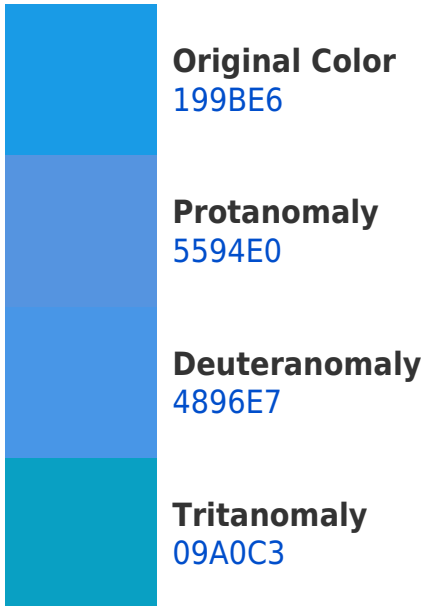 Original Color
199BE6
Protanomaly
5594E0
Deuteranomaly
4896E7
Tritanomaly
09A0C3